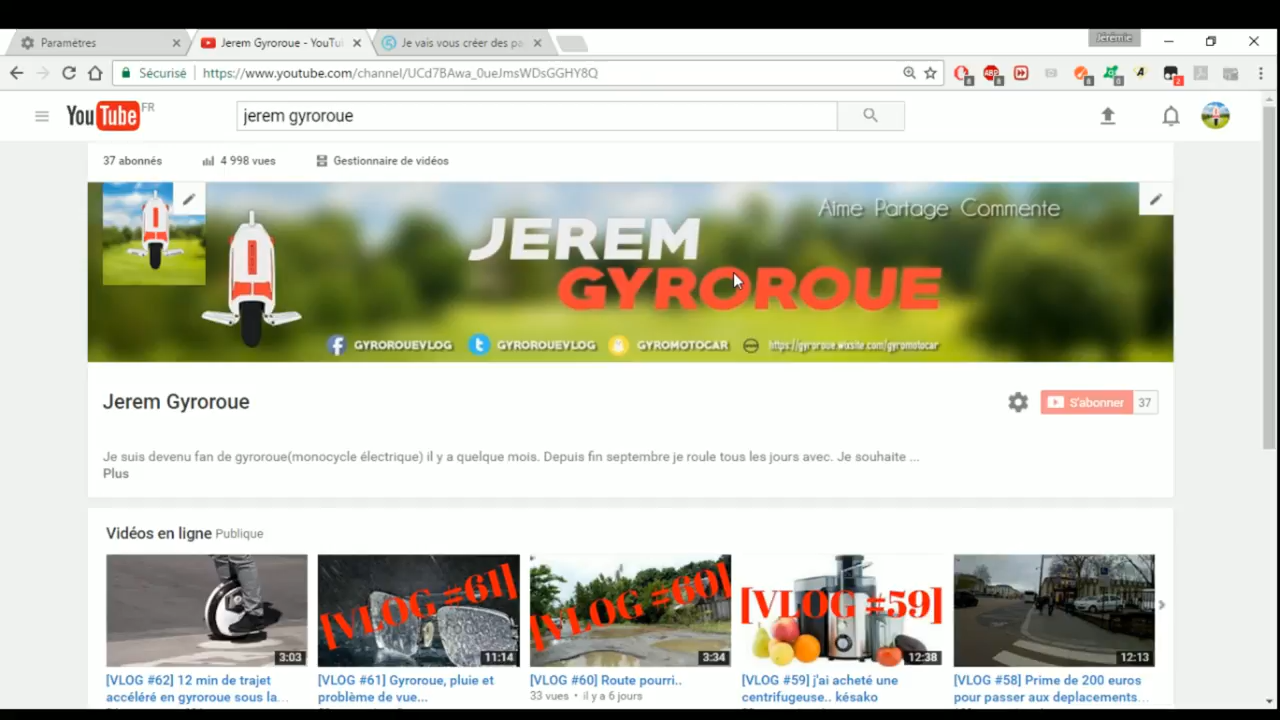 Paramètres
Jerem Gyroroue - YouTu
Je vais vous créer des pa
Jérémie
Sécurisé
https://www.youtube.com/channel/UCd7BAwa_0ueJmsWDsGGHY8Q
YouTube FR
jerem gyroroue
37 abonnés
4 998 vues
Gestionnaire de vidéos
Aime Partage Commente
JEREM
GYROROUE
GYROROUEVLOG
GYROROUEVLOG
GYROMOTOCAR
https://gyroroue.wixsite.com/gyromotocar
Jerem Gyroroue
S'abonner
37
Je suis devenu fan de gyroroue(monocycle électrique) il y a quelque mois. Depuis fin septembre je roule tous les jours avec. Je souhaite ...
Plus
Vidéos en ligne Publique
3:03
[VLOG #61]
11:14
[VLOG #60]
3:34
[VLOG #59]
12:38
12:13
[VLOG #62] 12 min de trajet
accéléré en gyroroue sous la...
[VLOG #61] Gyroroue, pluie et
problème de vue...
[VLOG #60] Route pourri..
33 vues • il y a 6 jours
[VLOG #59] j'ai acheté une
centrifugeuse.. késako
[VLOG #58] Prime de 200 euros
pour passer aux deplacements...